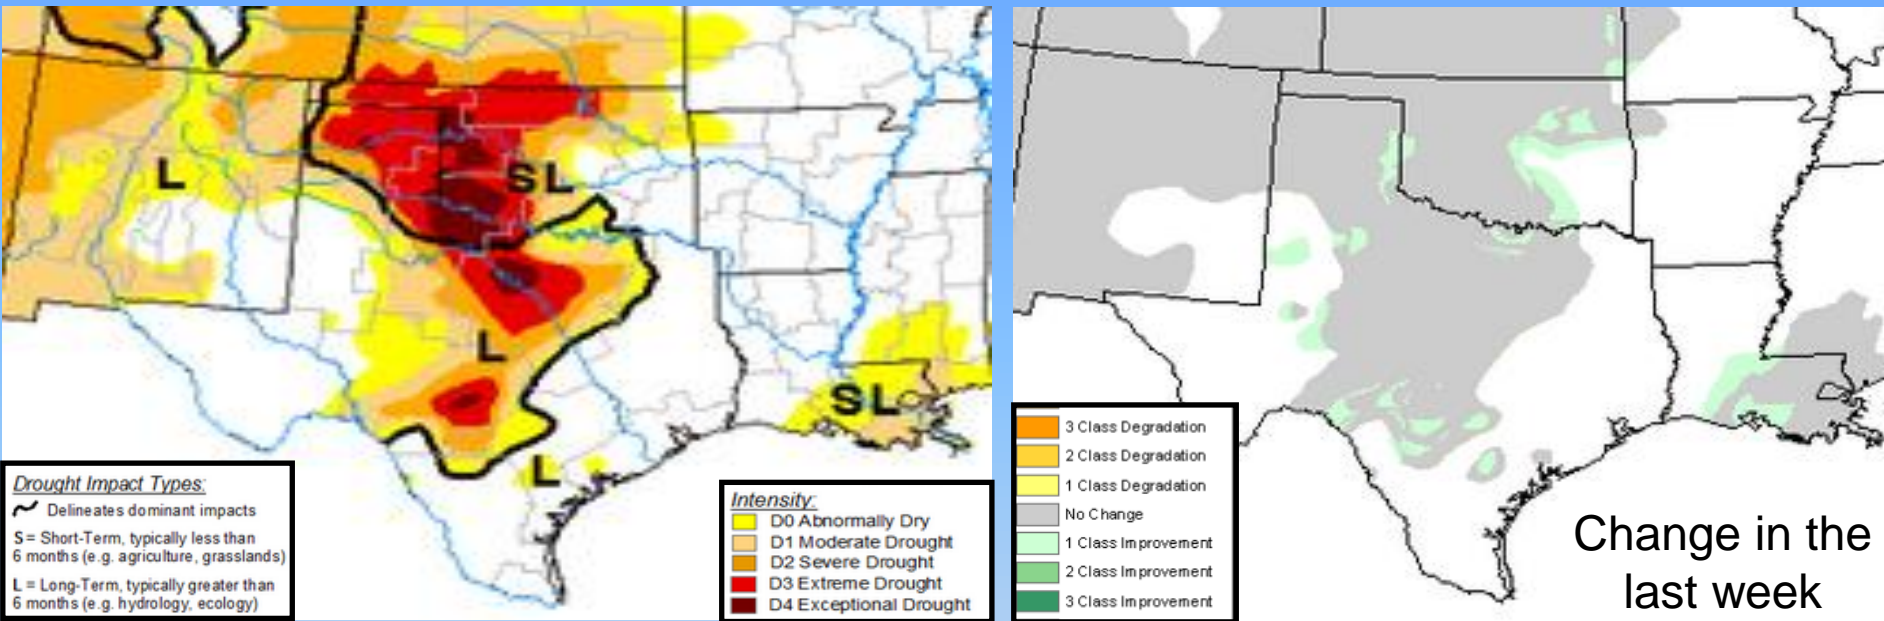 L
SL
L
SL
L
Drought Impact Types:
Delineates dominant impacts
S = Short-Term, typically less than
6 months (e.g. agriculture, grasslands)
L = Long-Term, typically greater than
6 months (e.g. hydrology, ecology)
Intensity:
D0 Abnormally Dry
D1 Moderate Drought
D2 Severe Drought
D3 Extreme Drought
D4 Exceptional Drought
3 Class Degradation
2 Class Degradation
1 Class Degradation
No Change
1 Class Improvement
2 Class Improvement
3 Class Improvement
Change in the
last week